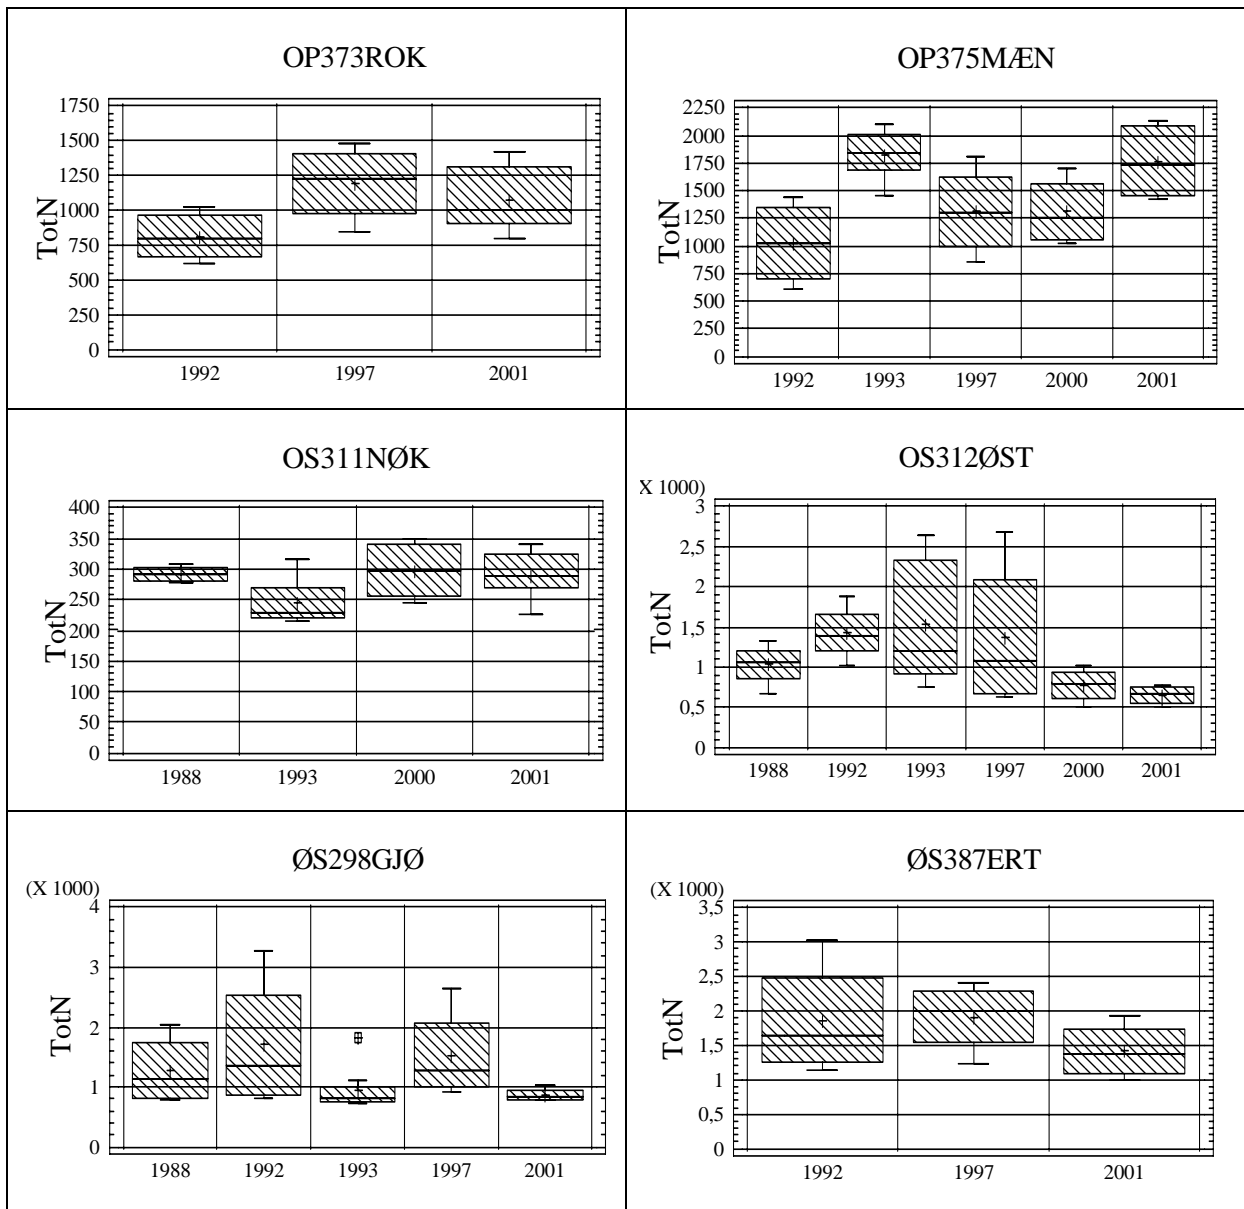 OP373ROK
1750
1500
1250
1000
750
500
250
0
TotN
1992 1997 2001
OP375MÆN
2250
2000
1750
1500
1250
1000
750
500
250
0
TotN
1992 1993 1997 2000 2001
OS311NØK
400
350
300
250
200
150
100
50
0
TotN
1988 1993 2000 2001
OS312ØST
X 1000)
3
2,5
2
1,5
1
0,5
0
TotN
1988 1992 1993 1997 2000 2001
ØS298GJØ
(X 1000)
4
3
2
1
0
TotN
1988 1992 1993 1997 2001
ØS387ERT
(X 1000)
3,5
3
2,5
2
1,5
1
0,5
0
TotN
1992 1997 2001